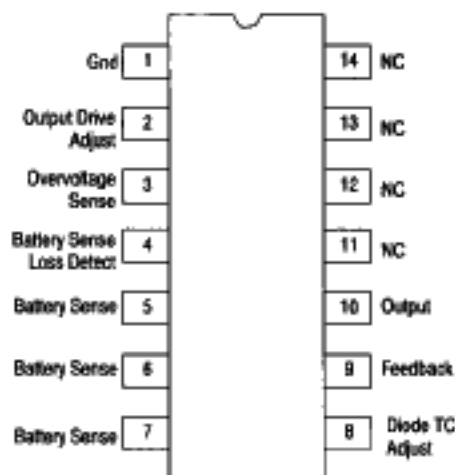 Gnd 1 14 NC
Output Drive Adjust 2 13 NC
Overvoltage Sense 3 12 NC
Battery Sense Loss Detect 4 11 NC
Battery Sense 5 10 Output
Battery Sense 6 9 Feedback
Battery Sense 7 8 Diode TC Adjust